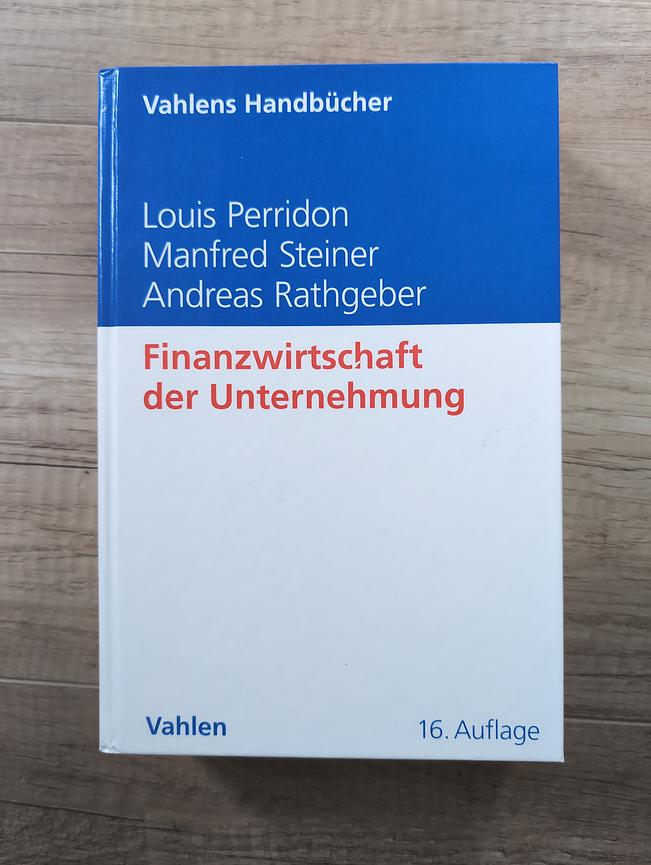 Vahlens Handbücher
Louis Perridon
Manfred Steiner
Andreas Rathgeber
Finanzwirtschaft
der Unternehmung
Vahlen
16. Auflage